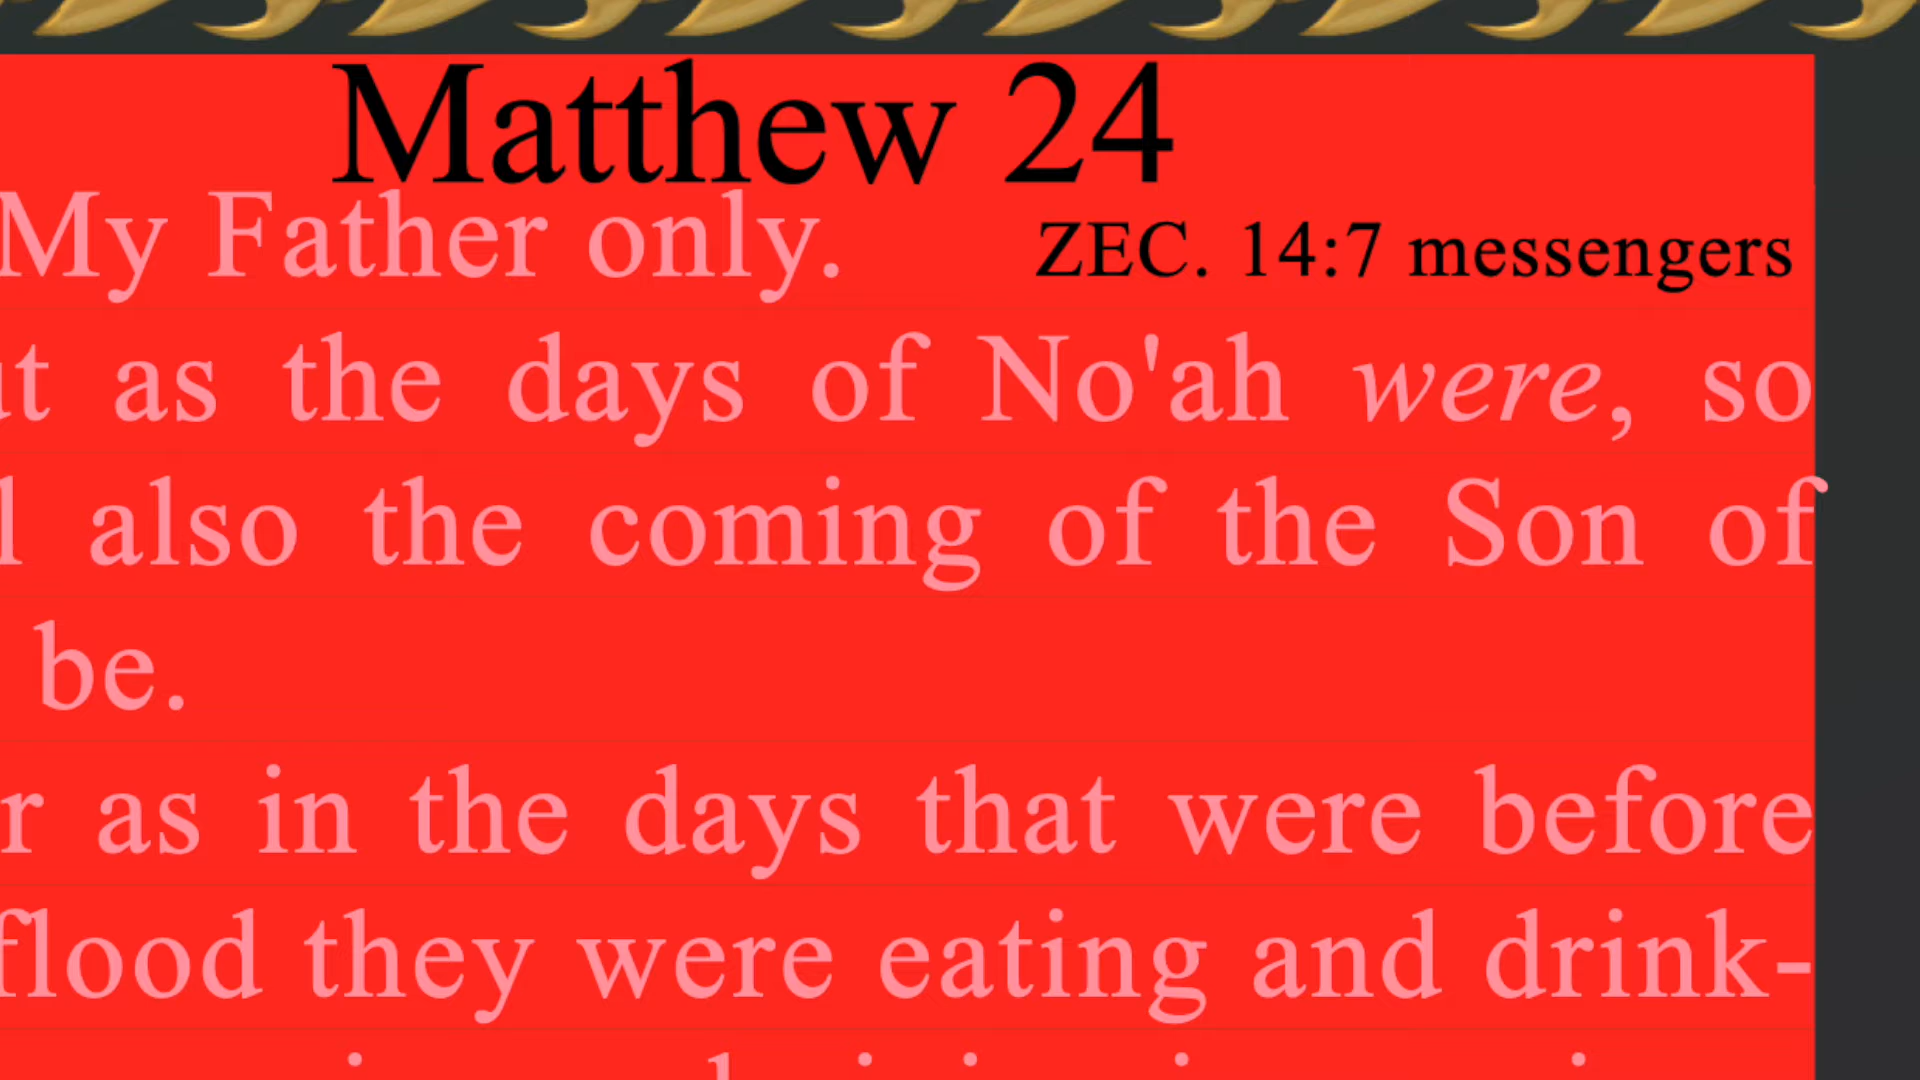 Matthew 24
My Father only. ZEC. 14:7 messengers
as the days of No'ah were, so
also the coming of the Son of
be.
as in the days that were before
flood they were eating and drink-